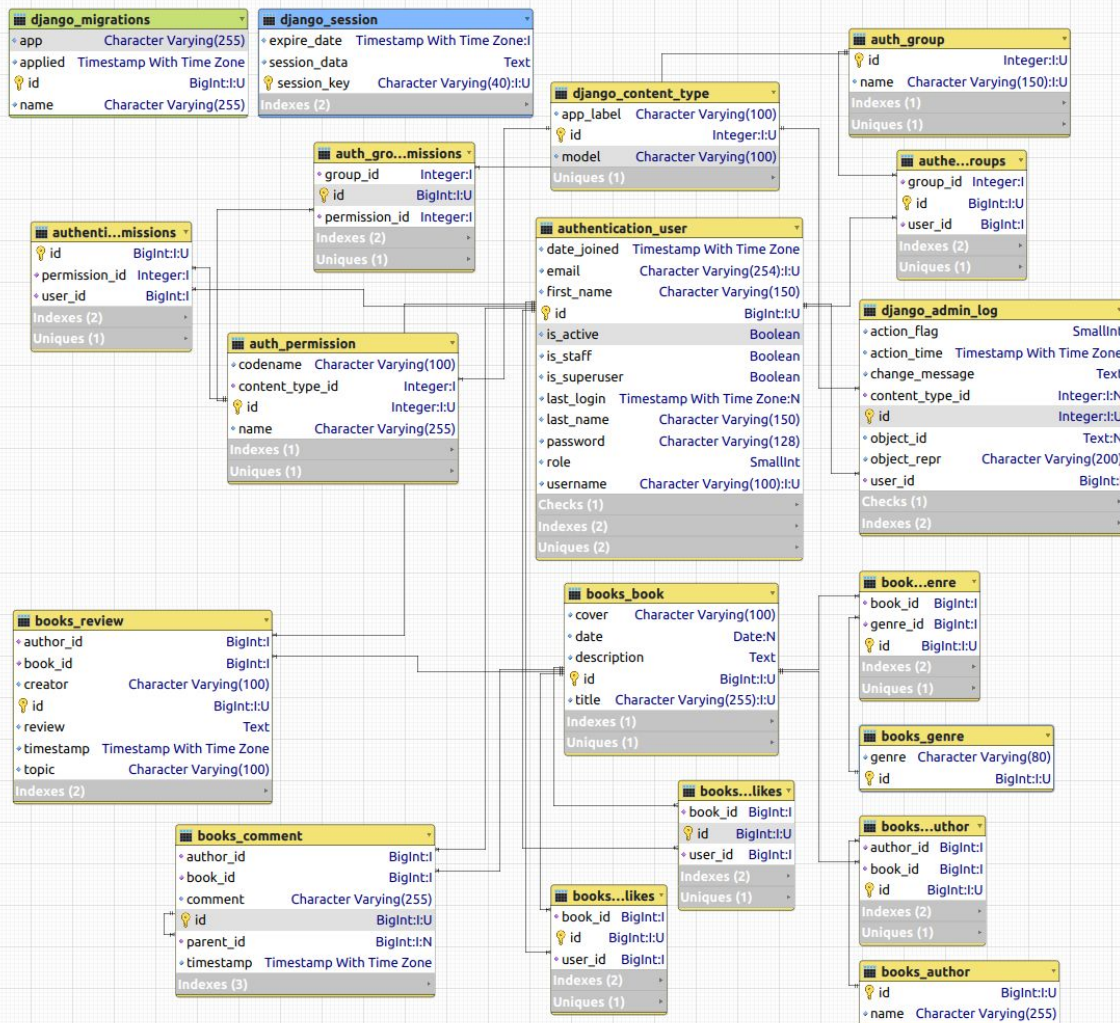 django_migrations
app Character Varying(255)
applied Timestamp With Time Zone
id BigInt:I:U
name Character Varying(255)
django_session
expire_date Timestamp With Time Zone:I
session_data Text
session_key Character Varying(40):I:U
Indexes (2)
auth_group
id Integer:I:U
name Character Varying(150):I:U
Indexes (1)
Uniques (1)
django_content_type
app_label Character Varying(100)
id Integer:I:U
model Character Varying(100)
Uniques (1)
auth_gro...missions
group_id Integer:I
id BigInt:I:U
permission_id Integer:I
Indexes (2)
Uniques (1)
authe...roups
group_id Integer:I
id BigInt:I:U
user_id BigInt:I
Indexes (2)
Uniques (1)
authenti...missions
id BigInt:I:U
permission_id Integer:I
user_id BigInt:I
Indexes (2)
Uniques (1)
authentication_user
date_joined Timestamp With Time Zone
email Character Varying(254):I:U
first_name Character Varying(150)
id BigInt:I:U
is_active Boolean
is_staff Boolean
is_superuser Boolean
last_login Timestamp With Time Zone:N
last_name Character Varying(150)
password Character Varying(128)
role SmallInt
username Character Varying(100):I:U
Checks (1)
Indexes (2)
Uniques (2)
django_admin_log
action_flag SmallInt
action_time Timestamp With Time Zone
change_message Text
content_type_id Integer:I:N
id Integer:I:U
object_id Text:N
object_repr Character Varying(200)
user_id BigInt:
Checks (1)
Indexes (2)
auth_permission
codename Character Varying(100)
content_type_id Integer:I
id Integer:I:U
name Character Varying(255)
Indexes (1)
Uniques (1)
books_book
cover Character Varying(100)
date Date:N
description Text
id BigInt:I:U
title Character Varying(255):I:U
Indexes (1)
Uniques (1)
book...enre
book_id BigInt:I
genre_id BigInt:I
id BigInt:I:U
Indexes (2)
Uniques (1)
books_review
author_id BigInt:I
book_id BigInt:I
creator Character Varying(100)
id BigInt:I:U
review Text
timestamp Timestamp With Time Zone
topic Character Varying(100)
Indexes (2)
books_genre
genre Character Varying(80)
id BigInt:I:U
books...likes
book_id BigInt:I
id BigInt:I:U
user_id BigInt:I
Indexes (2)
Uniques (1)
books...uthor
author_id BigInt:I
book_id BigInt:I
id BigInt:I:U
Indexes (2)
Uniques (1)
books_comment
author_id BigInt:I
book_id BigInt:I
comment Character Varying(255)
id BigInt:I:U
parent_id BigInt:I:N
timestamp Timestamp With Time Zone
Indexes (3)
books...likes
book_id BigInt:I
id BigInt:I:U
user_id BigInt:I
Indexes (2)
Uniques (1)
books_author
id BigInt:I:U
name Character Varying(255)